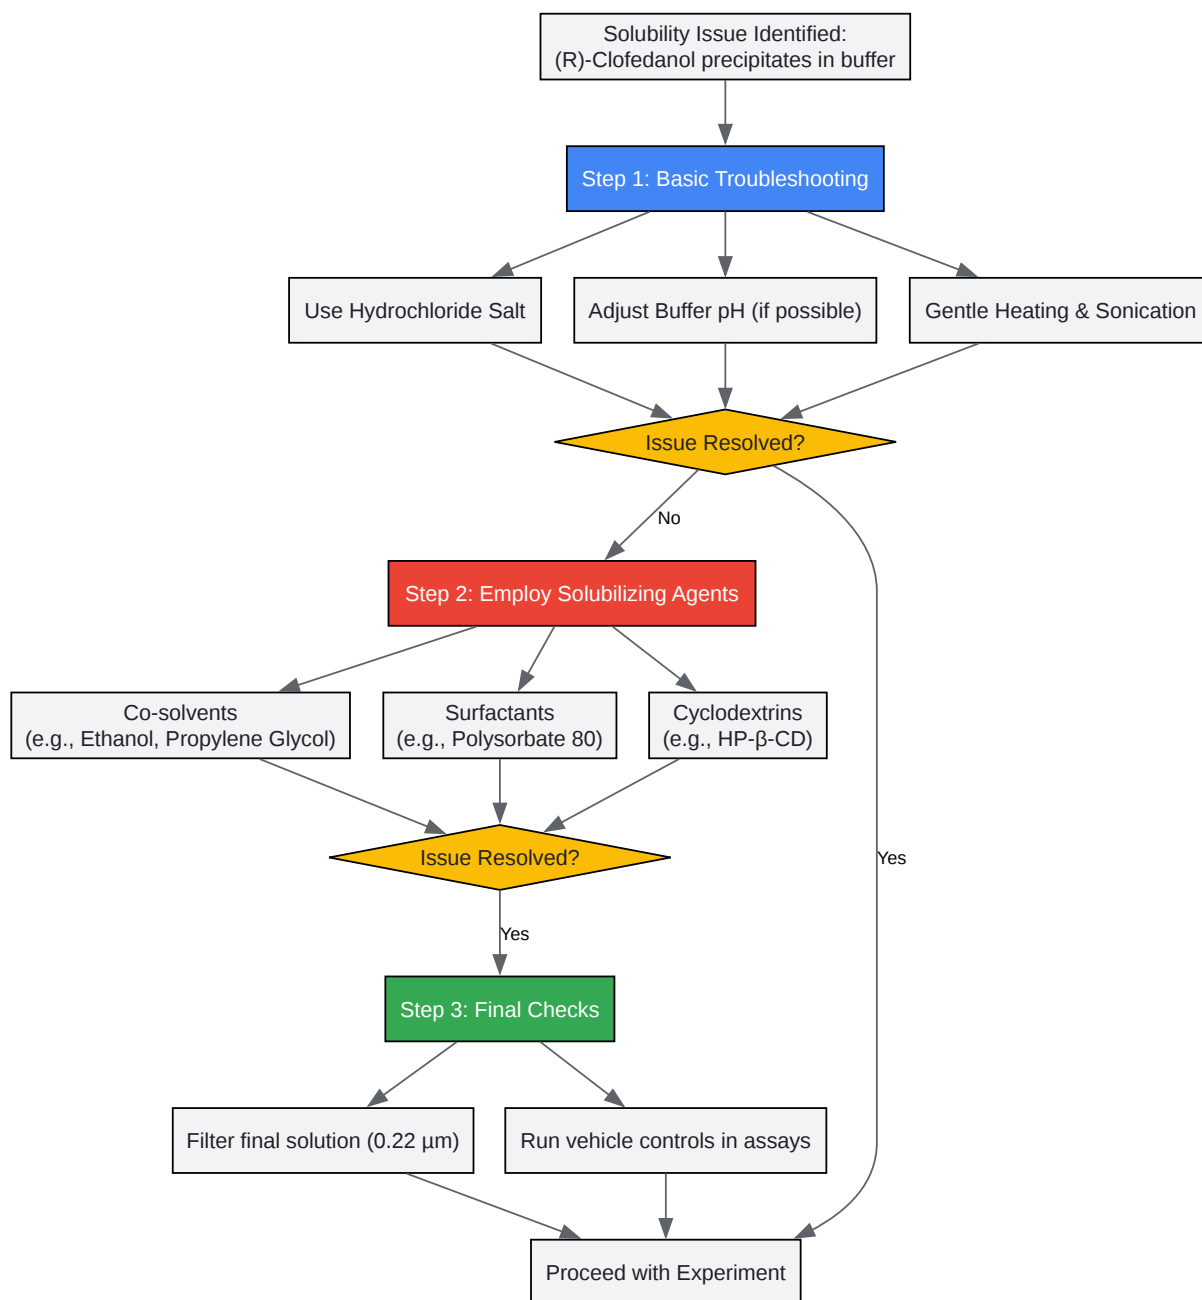 Solubility Issue Identified:
(R)-Clofedanol precipitates in buffer
Step 1: Basic Troubleshooting
Use Hydrochloride Salt
Adjust Buffer pH (if possible)
Gentle Heating & Sonication
Issue Resolved?
No
Step 2: Employ Solubilizing Agents
Co-solvents
(e.g., Ethanol, Propylene Glycol)
Surfactants
(e.g., Polysorbate 80)
Cyclodextrins
(e.g., HP-β-CD)
Issue Resolved?
Yes
Yes
Step 3: Final Checks
Filter final solution (0.22 µm)
Run vehicle controls in assays
Proceed with Experiment